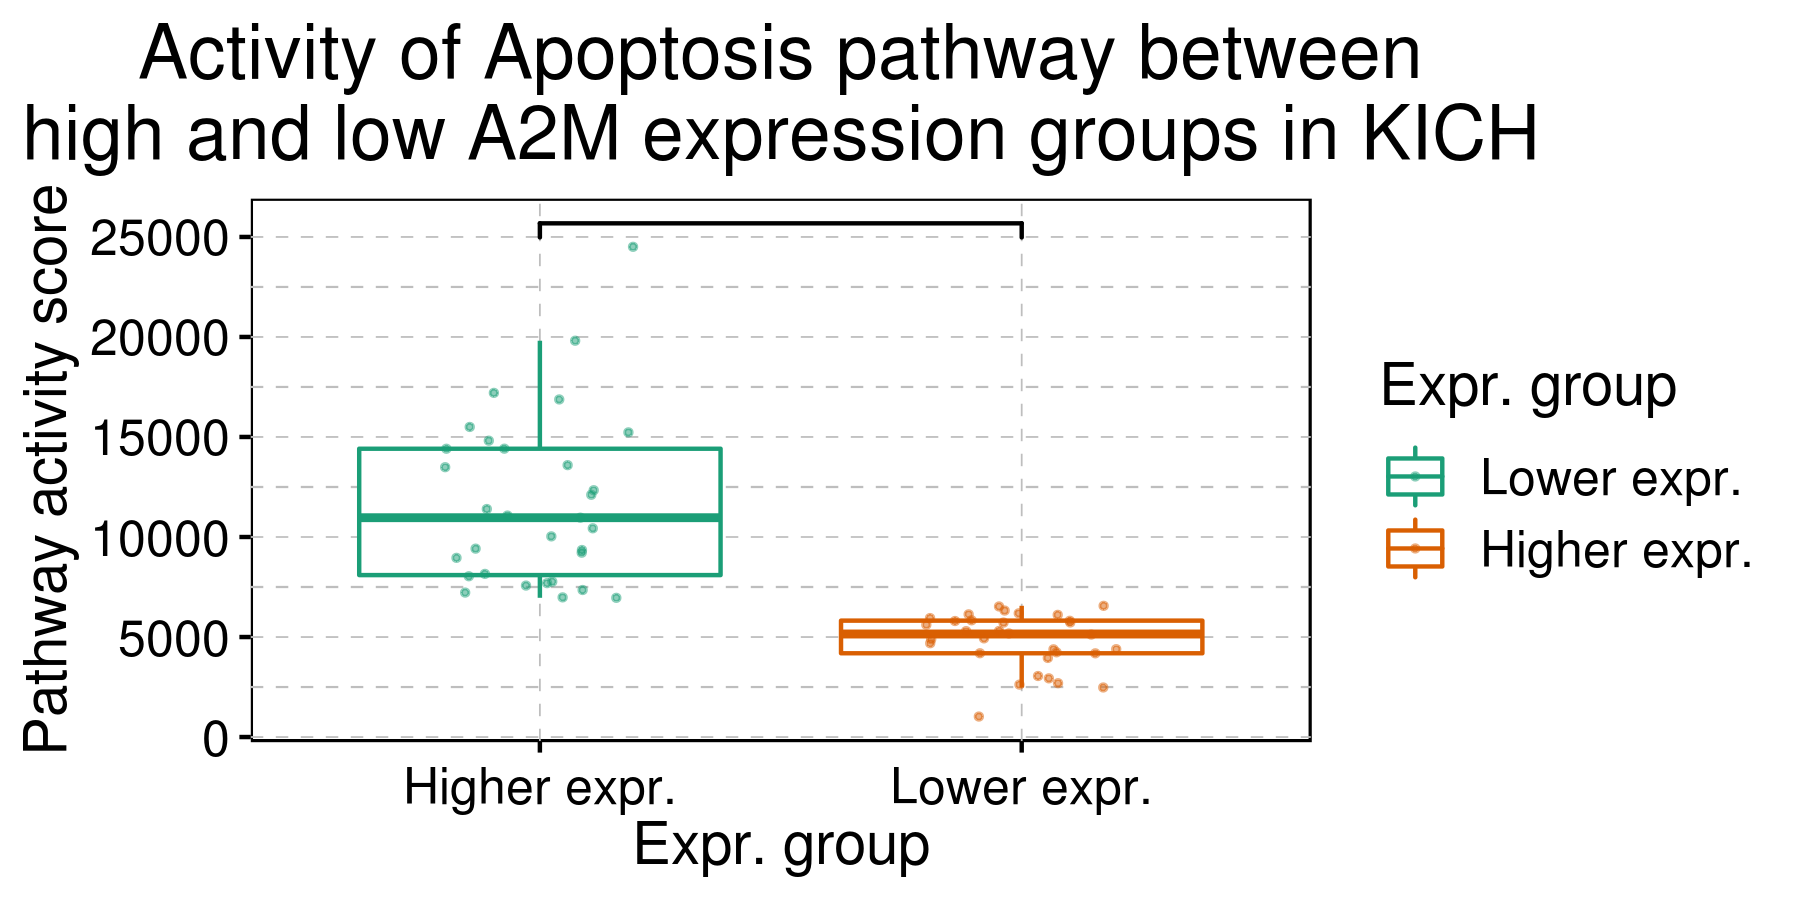 Activity of Apoptosis pathway between
high and low A2M expression groups in KICH
Pathway activity score
25000
20000
15000
10000
5000
0
Higher expr.
Lower expr.
Expr. group
Expr. group
Lower expr.
Higher expr.